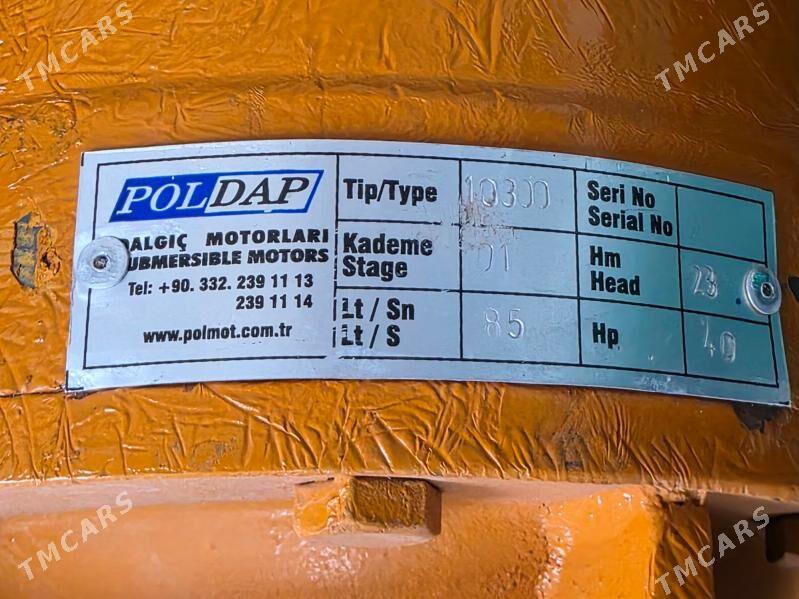 TMCARS
TMCARS
POLDAP
DALGIÇ MOTORLARI
SUBMERSIBLE MOTORS
Tel: +90. 332. 239 11 13
239 11 14
www.polmot.com.tr
Tip/Type 10300 Seri No
Serial No
Kademe
Stage 01 Hm
Head 23
Lt / Sn
Lt / S 85 Hp 40
TMCARS
TMCARS